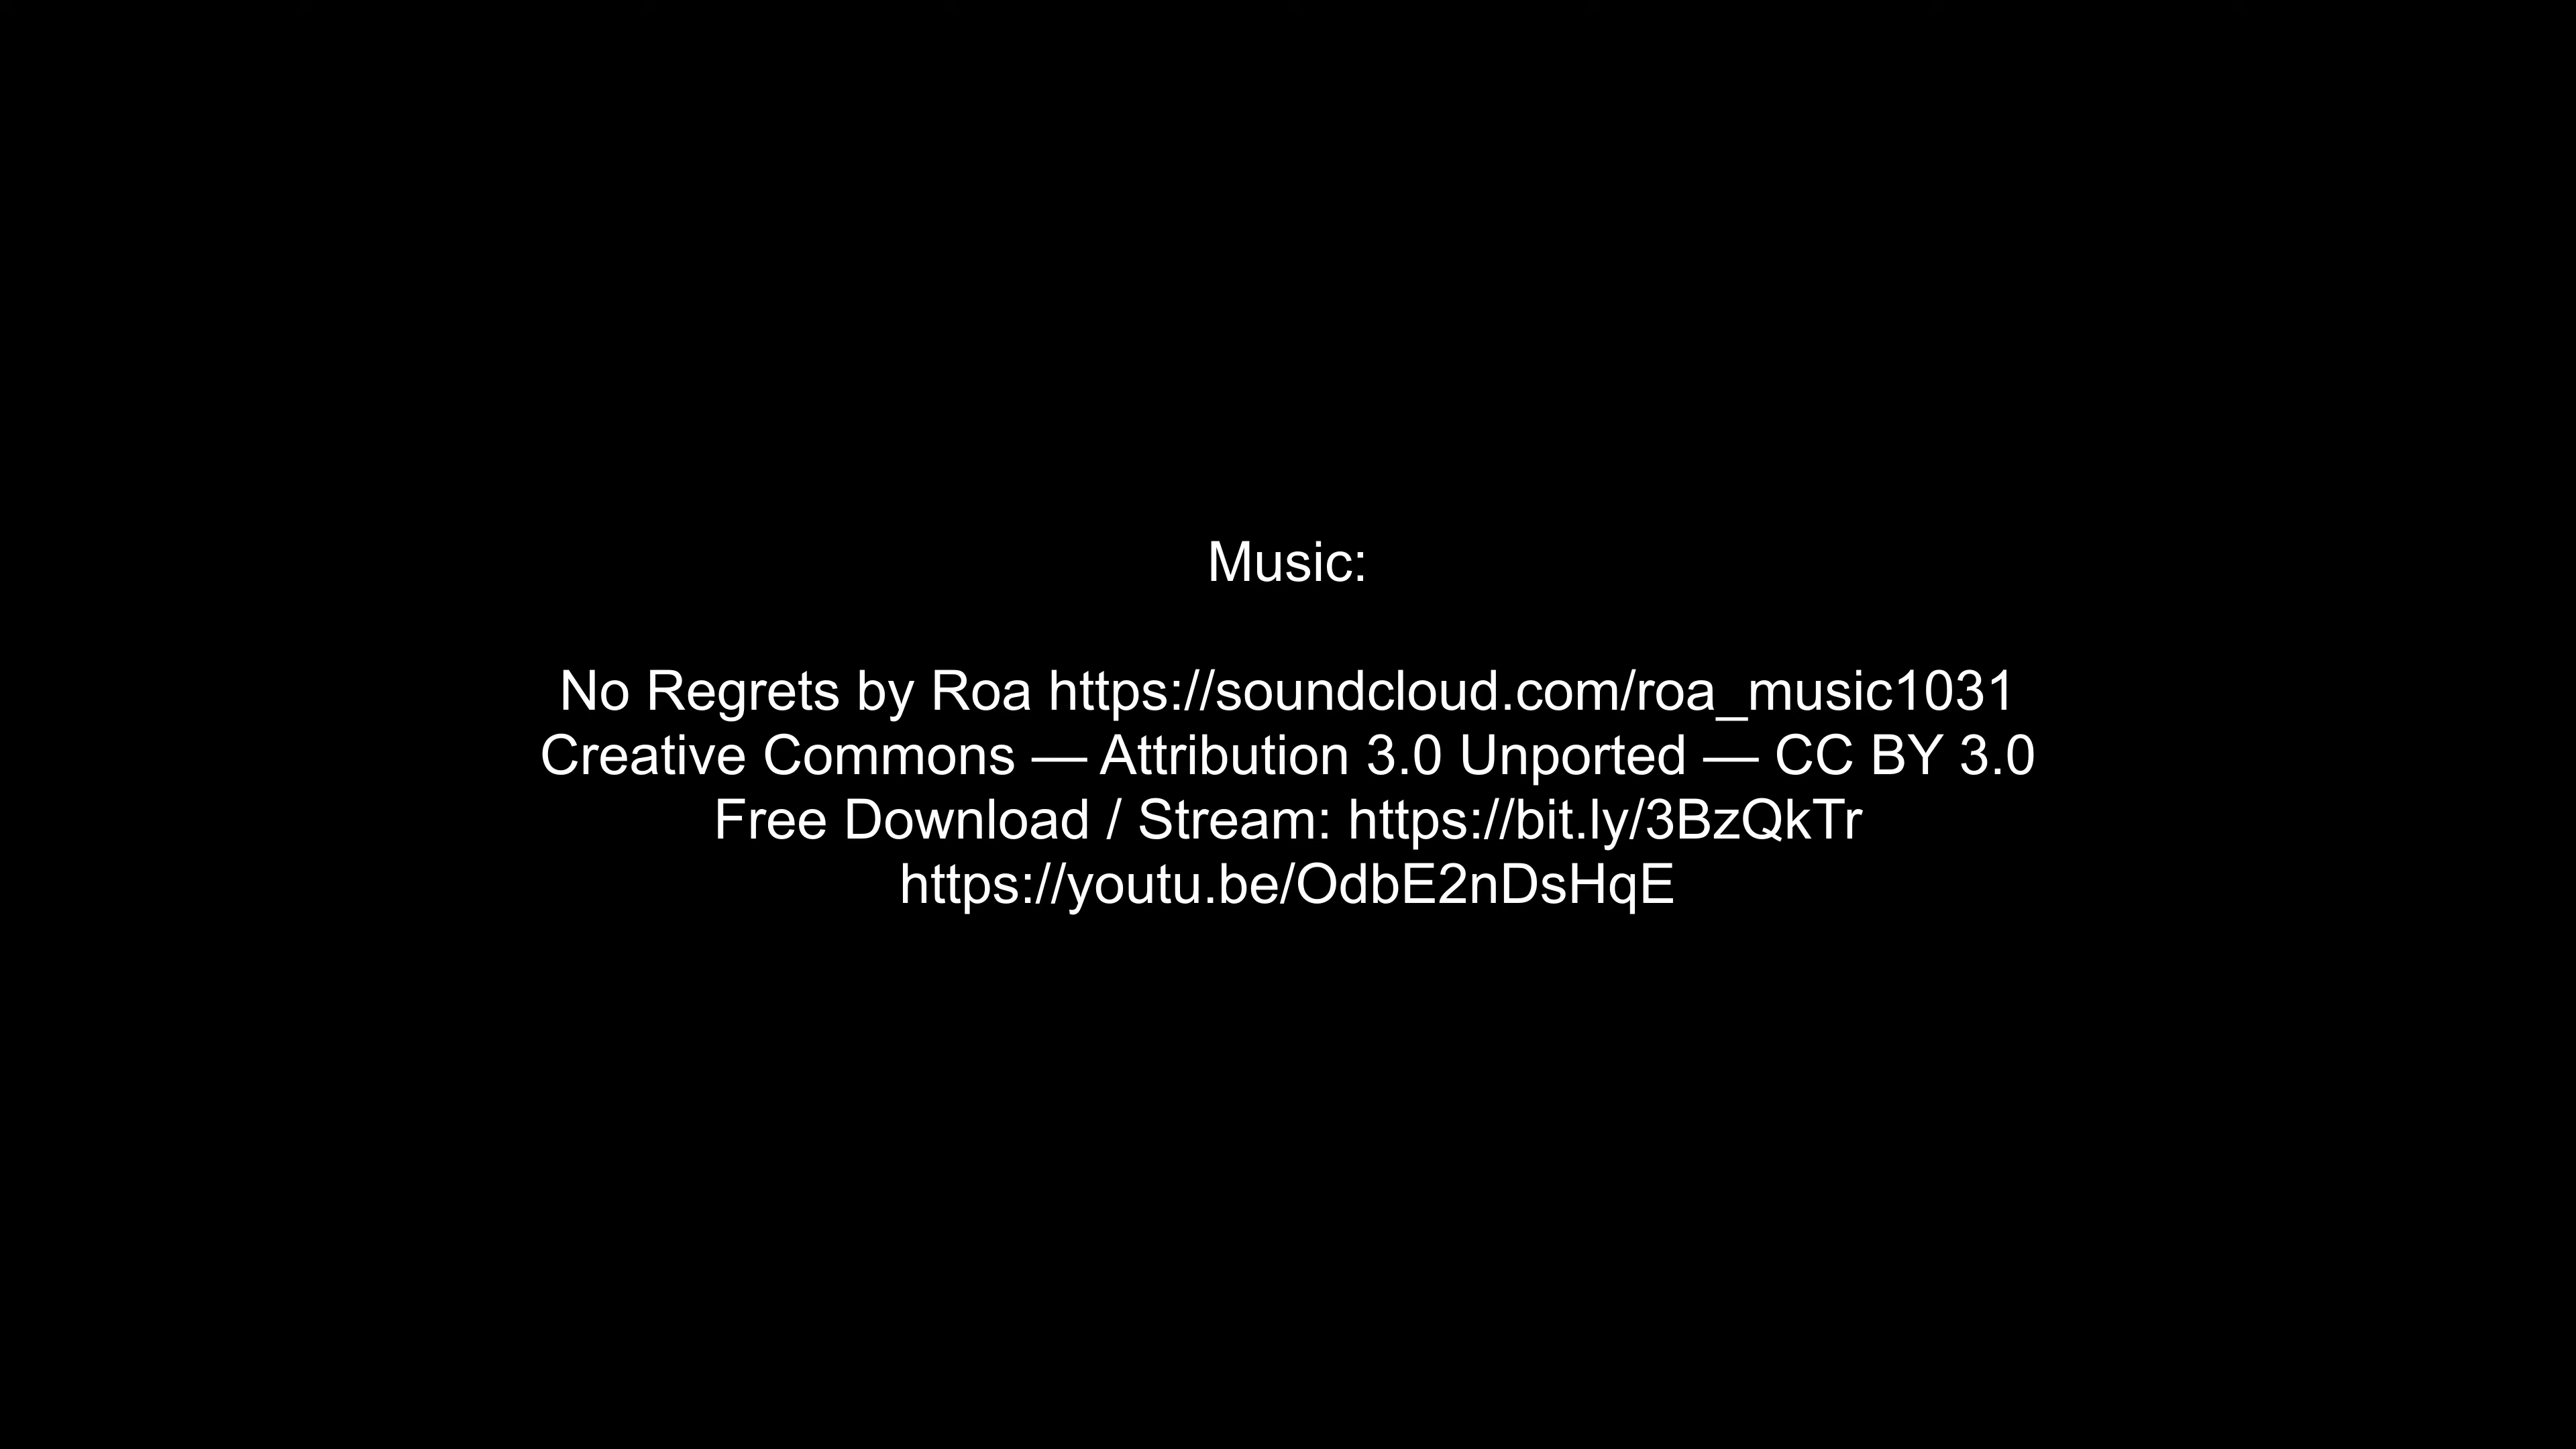 Music:
No Regrets by Roa https://soundcloud.com/roa_music1031
Creative Commons — Attribution 3.0 Unported — CC BY 3.0
Free Download / Stream: https://bit.ly/3BzQkTr
https://youtu.be/OdbE2nDsHqE